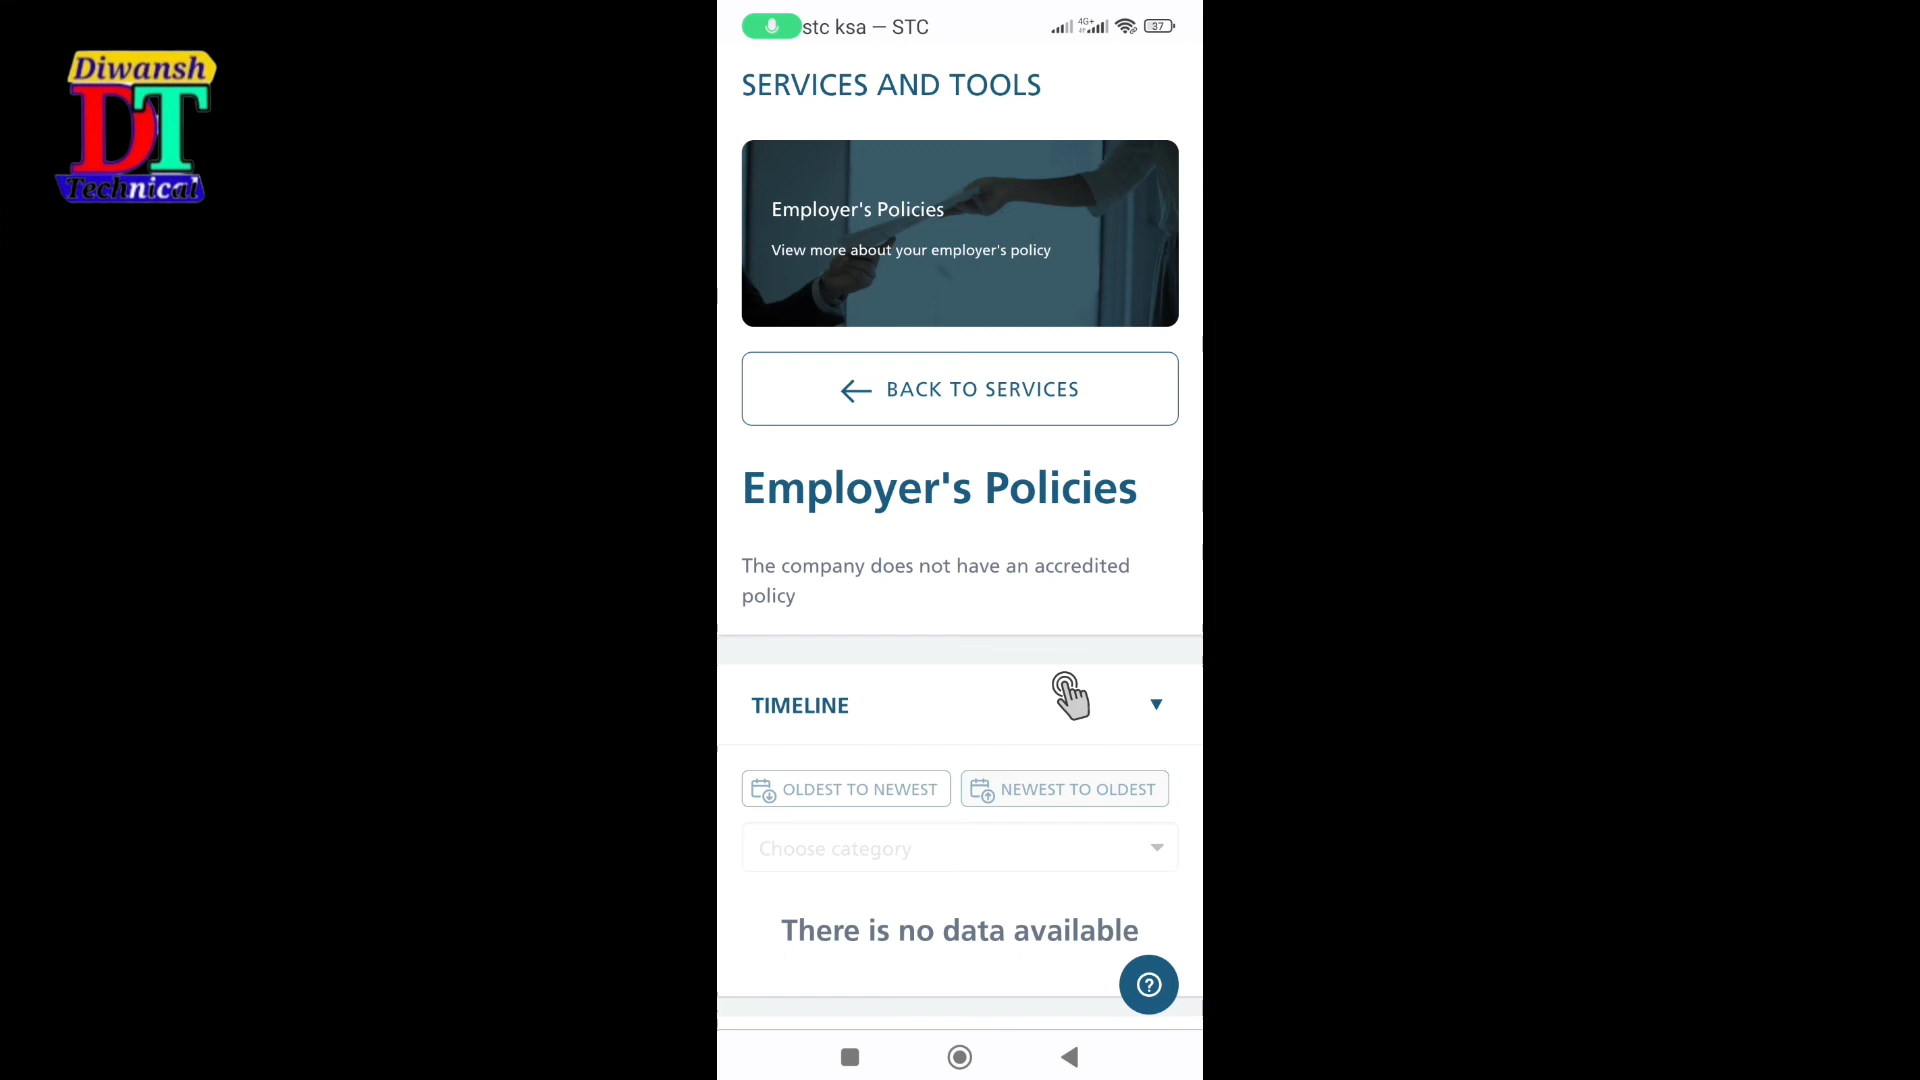 Diwansh
DT
Technical
stc ksa — STC
4G+
37
SERVICES AND TOOLS
Employer's Policies
View more about your employer's policy
BACK TO SERVICES
Employer's Policies
The company does not have an accredited
policy
TIMELINE
OLDEST TO NEWEST
NEWEST TO OLDEST
Choose category
There is no data available